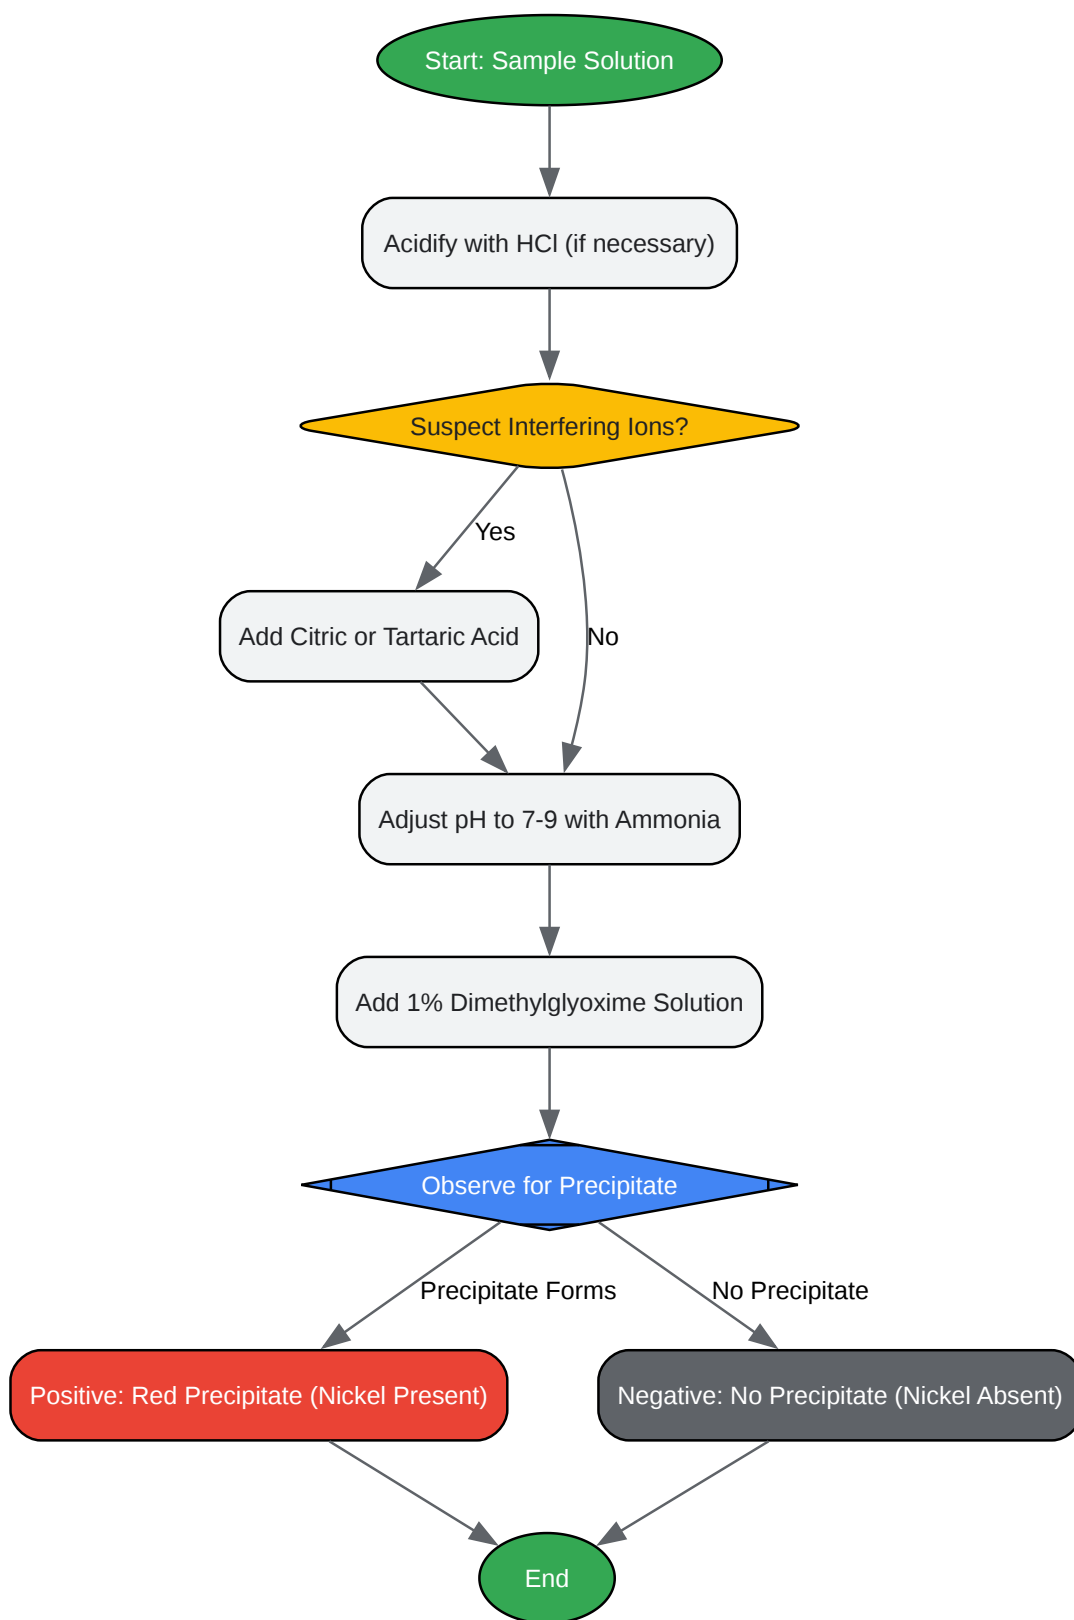 Start: Sample Solution
Acidify with HCl (if necessary)
Suspect Interfering Ions?
Yes
Add Citric or Tartaric Acid
No
Adjust pH to 7-9 with Ammonia
Add 1% Dimethylglyoxime Solution
Observe for Precipitate
Precipitate Forms
No Precipitate
Positive: Red Precipitate (Nickel Present)
Negative: No Precipitate (Nickel Absent)
End